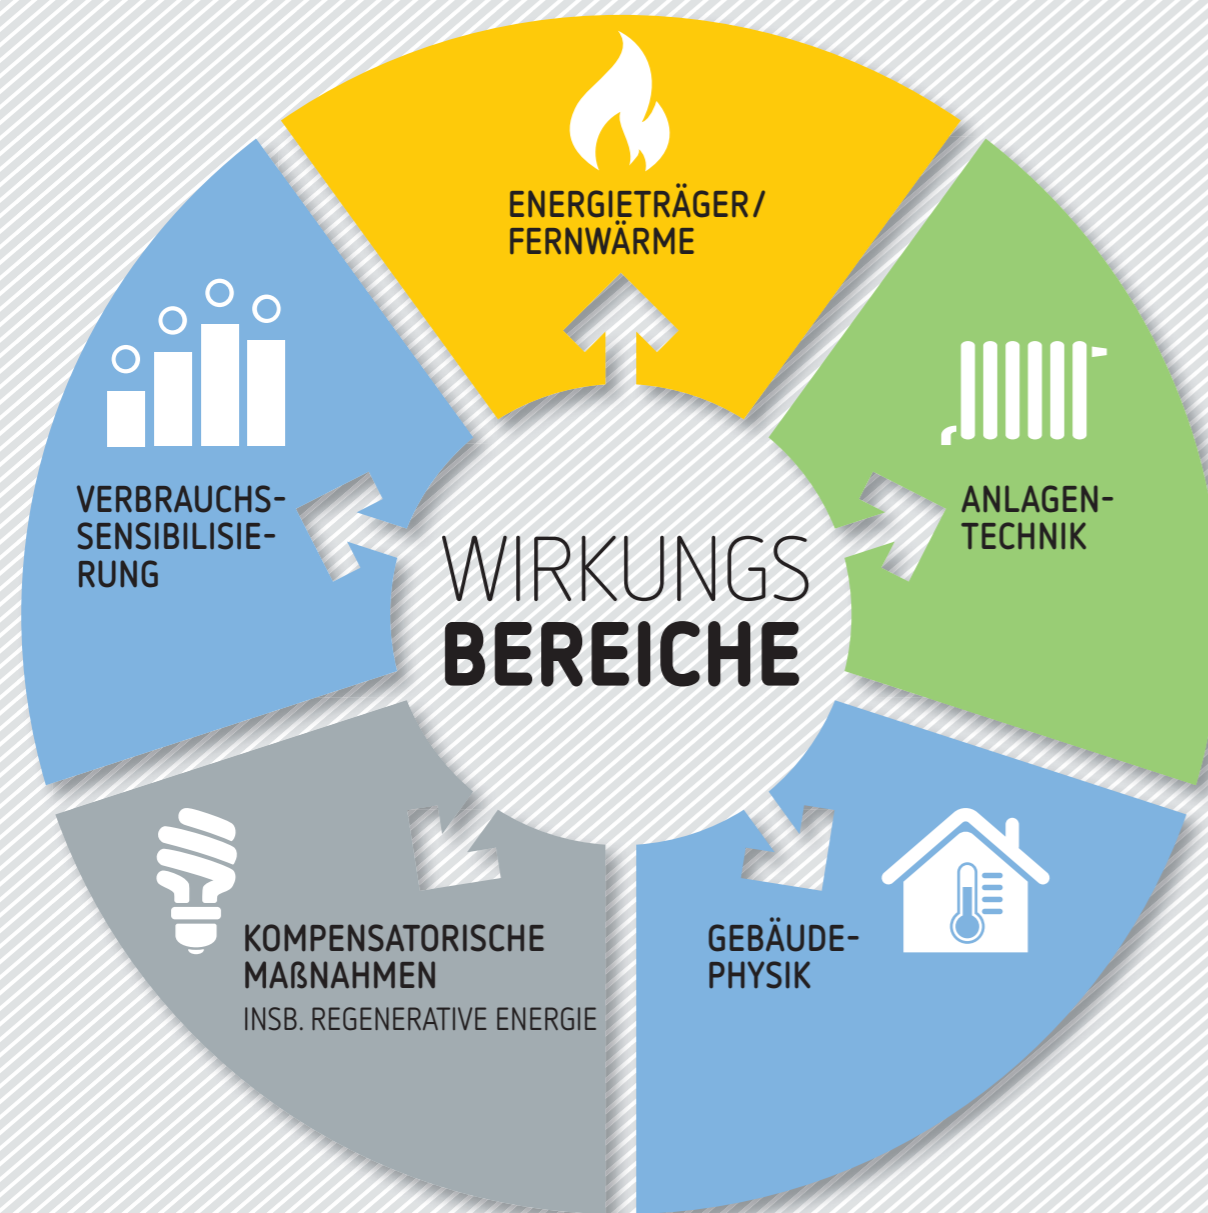 ENERGIETRÄGER/
FERNWÄRME
ANLAGEN-
TECHNIK
GEBÄUDE-
PHYSIK
KOMPENSATORISCHE
MAßNAHMEN
INSB. REGENERATIVE ENERGIE
VERBRAUCHS-
SENSIBILISIE-
RUNG
WIRKUNGS
BEREICHE